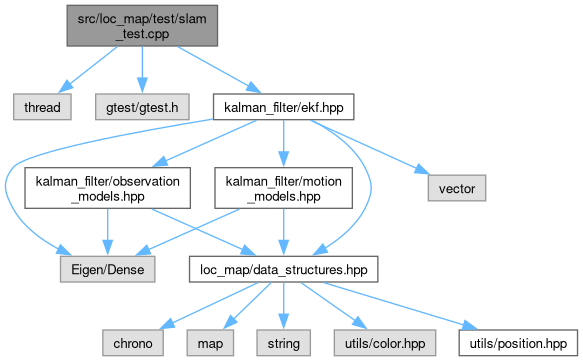 src/loc_map/test/slam
_test.cpp
thread
gtest/gtest.h
kalman_filter/ekf.hpp
kalman_filter/observation
_models.hpp
kalman_filter/motion
_models.hpp
vector
Eigen/Dense
loc_map/data_structures.hpp
chrono
map
string
utils/color.hpp
utils/position.hpp